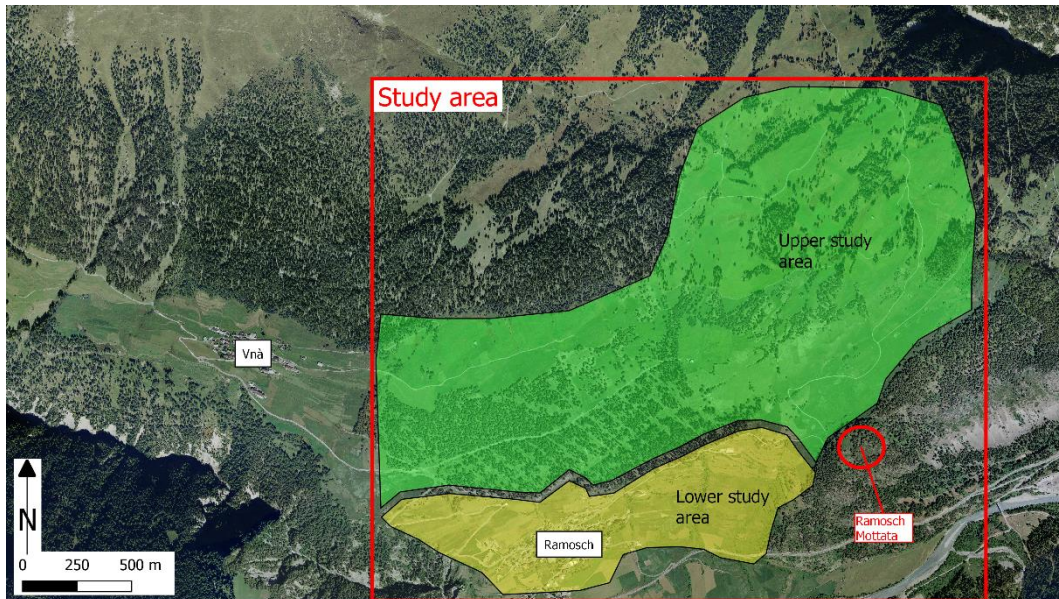 Study area
Upper study
area
Vnà
Lower study
area
Ramosch
Ramosch
Mottata
N
0 250 500 m